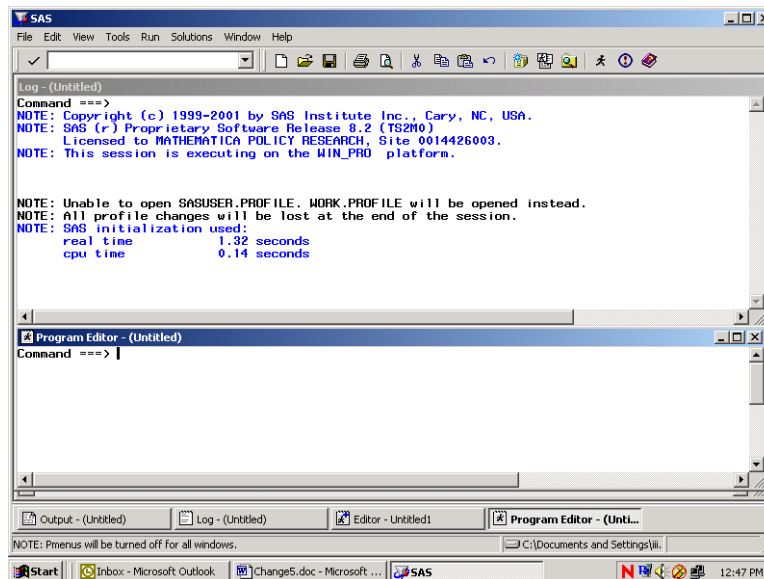 SAS
File Edit View Tools Run Solutions Window Help
Log - (Untitled)
Command ===>
NOTE: Copyright (c) 1999-2001 by SAS Institute Inc., Cary, NC, USA.
NOTE: SAS (r) Proprietary Software Release 8.2 (TS2M0)
Licensed to MATHEMATICA POLICY RESEARCH, Site 0014426003.
NOTE: This session is executing on the WIN_PRO platform.
NOTE: Unable to open SASUSER.PROFILE. WORK.PROFILE will be opened instead.
NOTE: All profile changes will be lost at the end of the session.
NOTE: SAS initialization used:
real time 1.32 seconds
cpu time 0.14 seconds
Program Editor - (Untitled)
Command ===>
Output - (Untitled) Log - (Untitled) Editor - Untitled1 Program Editor - (Unti...
NOTE: Pmenus will be turned off for all windows. C:\Documents and Settings\iii.
Start Inbox - Microsoft Outlook Change5.doc - Microsoft ... SAS N 12:47 PM